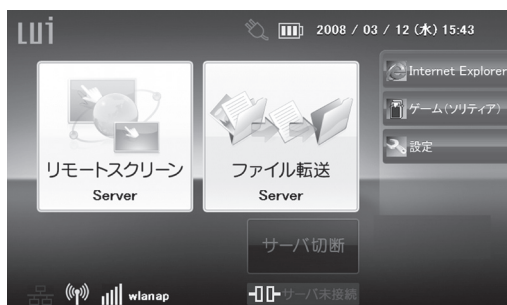 Lui
2008 / 03 / 12 (水) 15:43
Internet Explorer
ゲーム(ソリティア)
設定
リモートスクリーン
Server
ファイル転送
Server
サーバ切断
wlanap
サーバ未接続